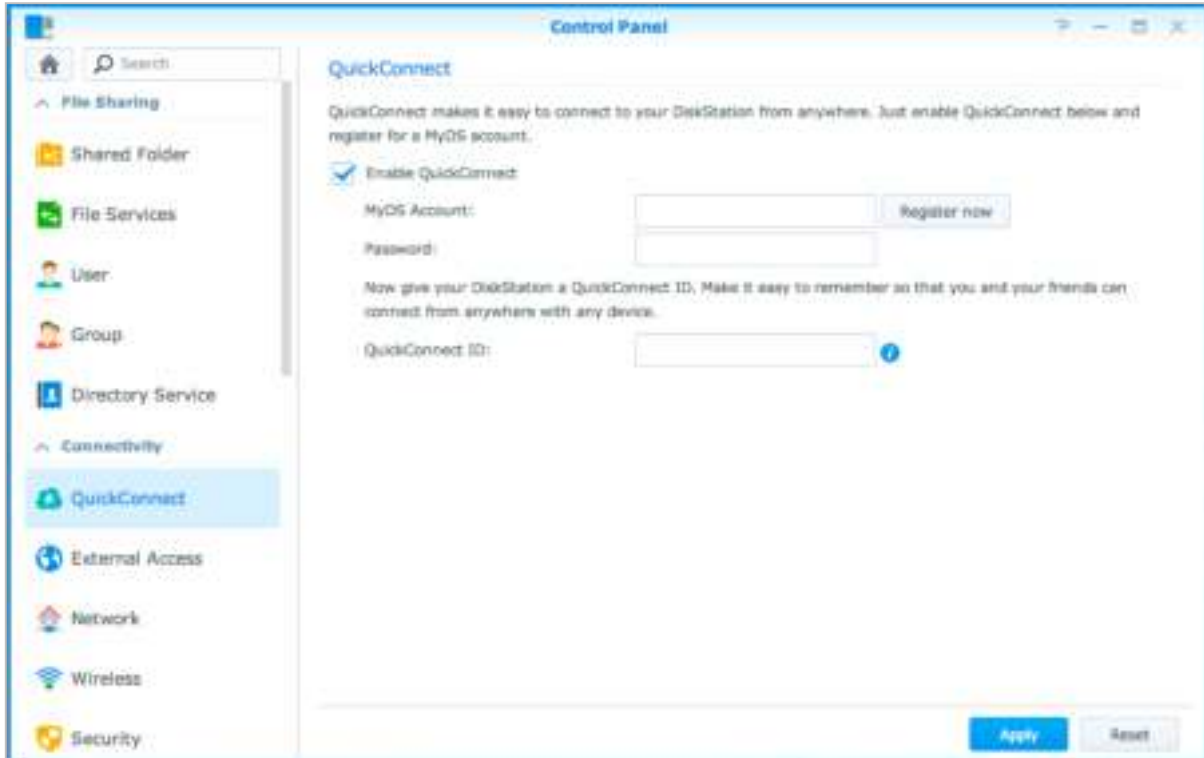 Control Panel
Search
File Sharing
Shared Folder
File Services
User
Group
Directory Service
Connectivity
QuickConnect
External Access
Network
Wireless
Security
QuickConnect
QuickConnect makes it easy to connect to your DiskStation from anywhere. Just enable QuickConnect below and
register for a MyDS account.
Enable QuickConnect
MyDS Account:
Register now
Password:
Now give your DiskStation a QuickConnect ID. Make it easy to remember so that you and your friends can
connect from anywhere with any device.
QuickConnect ID:
Apply
Reset